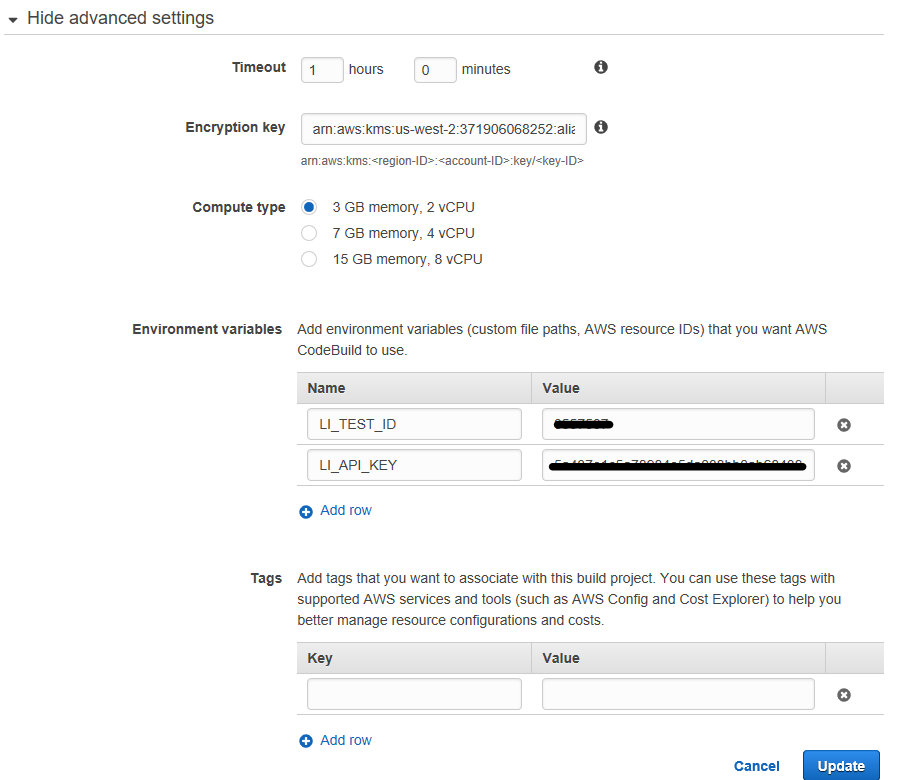 Hide advanced settings
Timeout 1 hours 0 minutes
Encryption key arn:aws:kms:us-west-2:371906068252:alia
arn:aws:kms:<region-ID>:<account-ID>:key/<key-ID>
Compute type 3 GB memory, 2 vCPU
7 GB memory, 4 vCPU
15 GB memory, 8 vCPU
Environment variables Add environment variables (custom file paths, AWS resource IDs) that you want AWS
CodeBuild to use.
Name Value
LI_TEST_ID
LI_API_KEY
Add row
Tags Add tags that you want to associate with this build project. You can use these tags with
supported AWS services and tools (such as AWS Config and Cost Explorer) to help you
better manage resource configurations and costs.
Key Value
Add row
Cancel Update